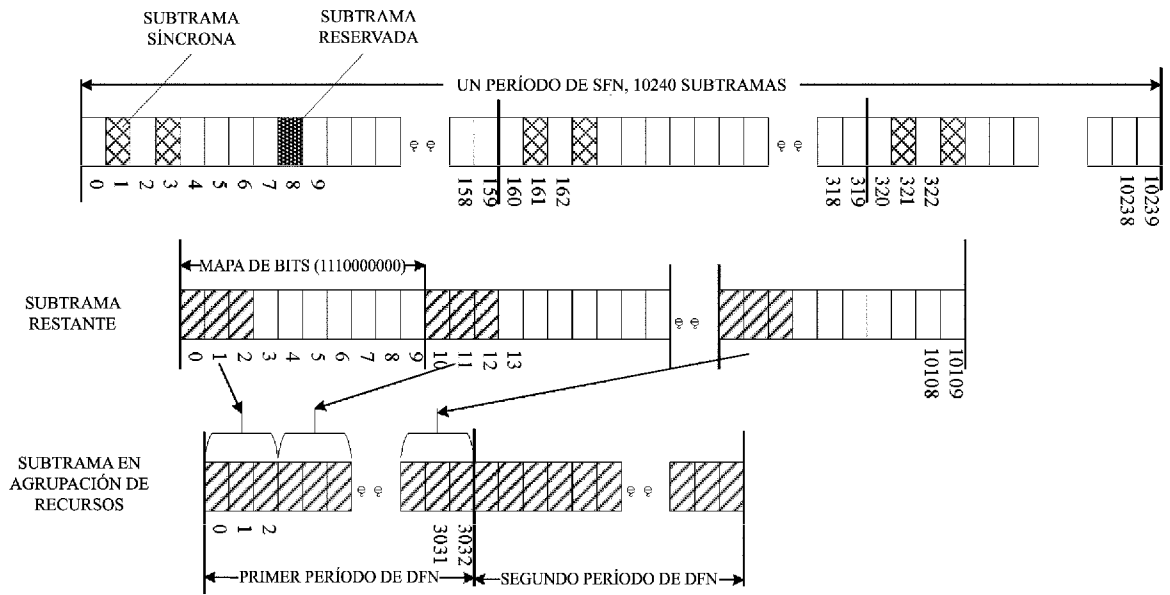 SUBTRAMA
SÍNCRONA
SUBTRAMA
RESERVADA
UN PERÍODO DE SFN, 10240 SUBTRAMAS
0 1 2 3 4 5 6 7 8 9 158 159 160 161 162 318 319 320 321 322 10238 10239
MAPA DE BITS (1110000000)
SUBTRAMA
RESTANTE
0 1 2 3 4 5 6 7 8 9 10 11 12 13 10108 10109
SUBTRAMA EN
AGRUPACIÓN DE
RECURSOS
0 1 2 3031 3032
PRIMER PERÍODO DE DFN
SEGUNDO PERÍODO DE DFN